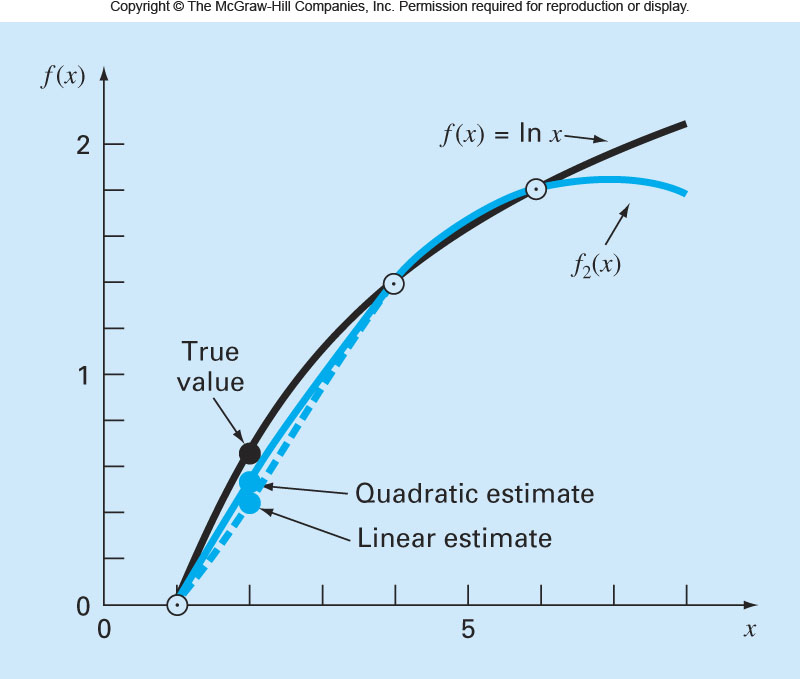 Copyright © The McGraw-Hill Companies, Inc. Permission required for reproduction or display.
f(x)
2
f(x) = ln x
f₂(x)
True
value
1
Quadratic estimate
Linear estimate
0
0
5
x